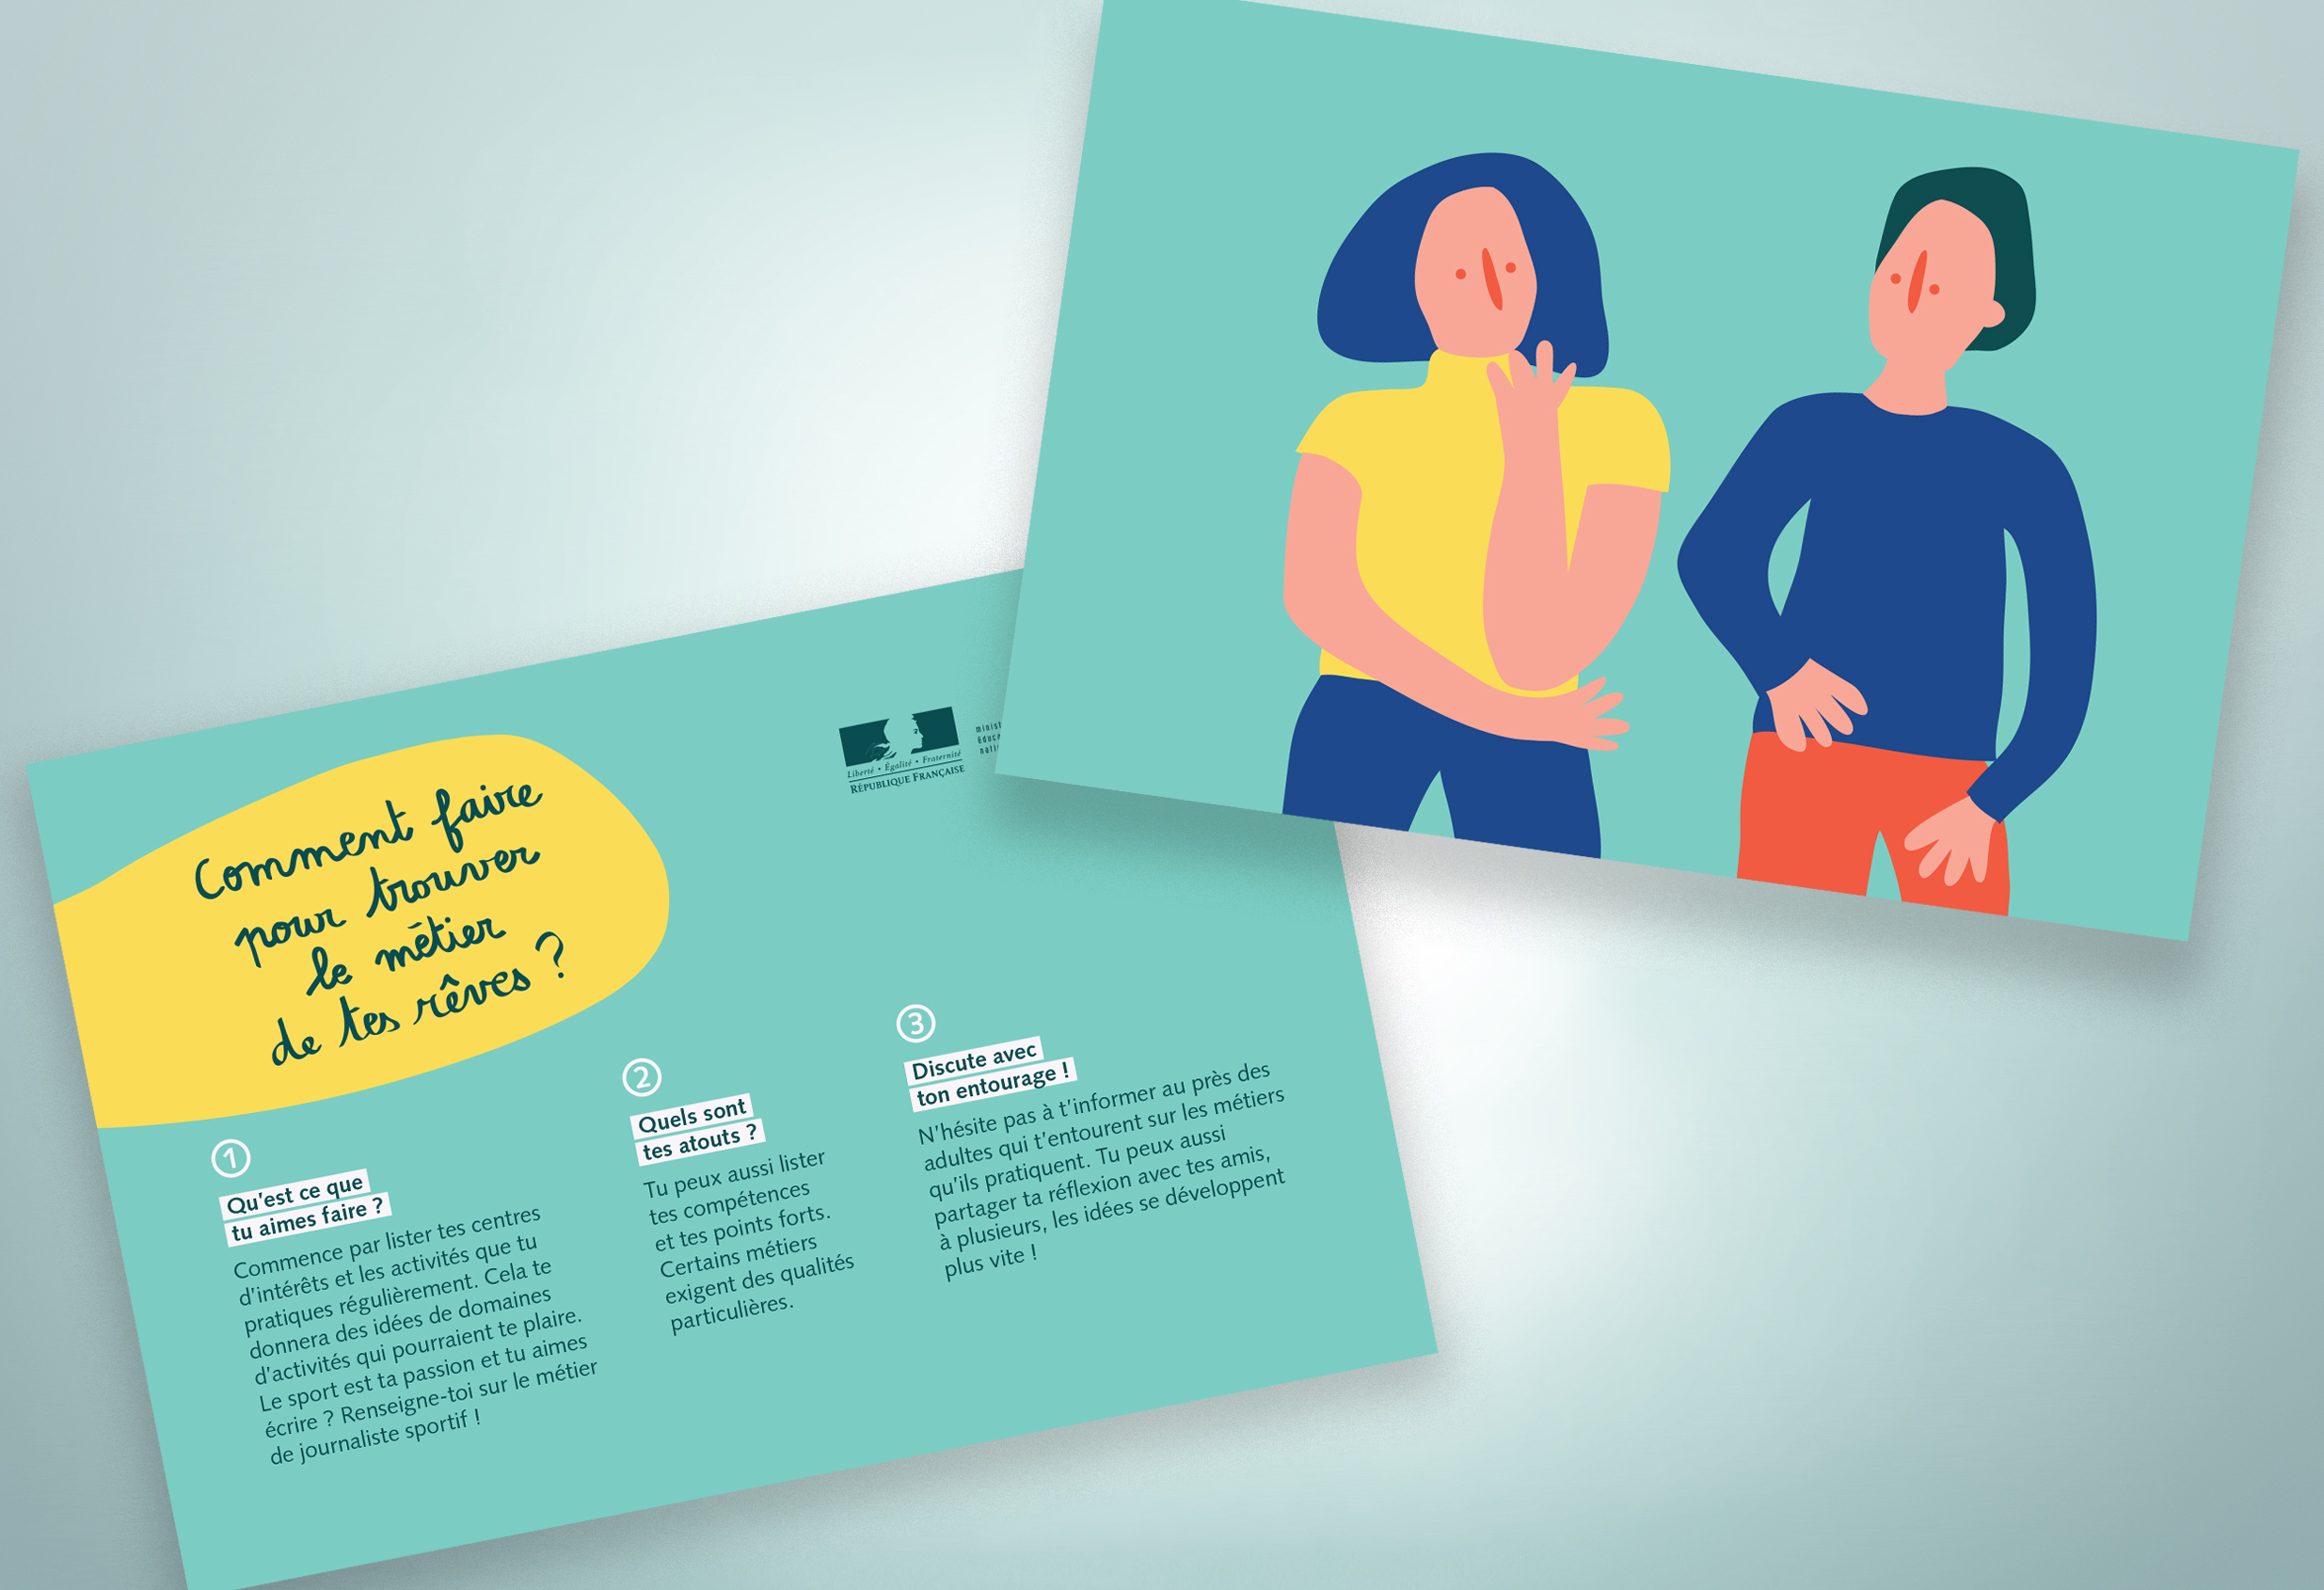 Comment faire
pour trouver
le métier
de tes rêves ?
Liberté • Égalité • Fraternité
RÉPUBLIQUE FRANÇAISE
1
Qu'est ce que
tu aimes faire ?
Commence par lister tes centres
d'intérêts et les activités que tu
pratiques régulièrement. Cela te
donnera des idées de domaines
d'activités qui pourraient te plaire.
Le sport est ta passion et tu aimes
écrire ? Renseigne-toi sur le métier
de journaliste sportif !
2
Quels sont
tes atouts ?
Tu peux aussi lister
tes compétences
et tes points forts.
Certains métiers
exigent des qualités
particulières.
3
Discute avec
ton entourage !
N'hésite pas à t'informer au près des
adultes qui t'entourent sur les métiers
qu'ils pratiquent. Tu peux aussi
partager ta réflexion avec tes amis,
à plusieurs, les idées se développent
plus vite !